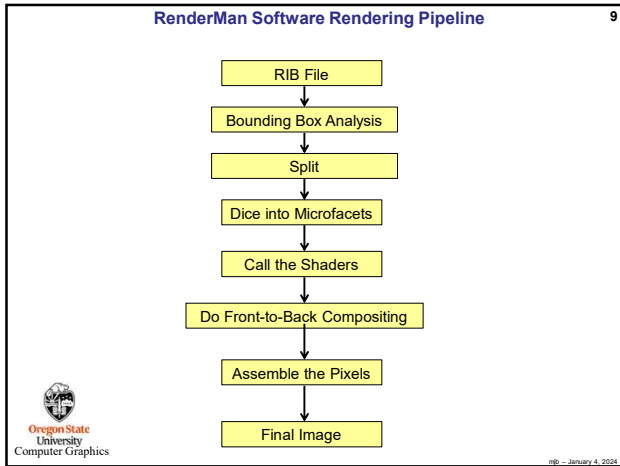 RenderMan Software Rendering Pipeline
9
RIB File
Bounding Box Analysis
Split
Dice into Microfacets
Call the Shaders
Do Front-to-Back Compositing
Assemble the Pixels
Final Image
Oregon State
University
Computer Graphics
mjb – January 4, 2024